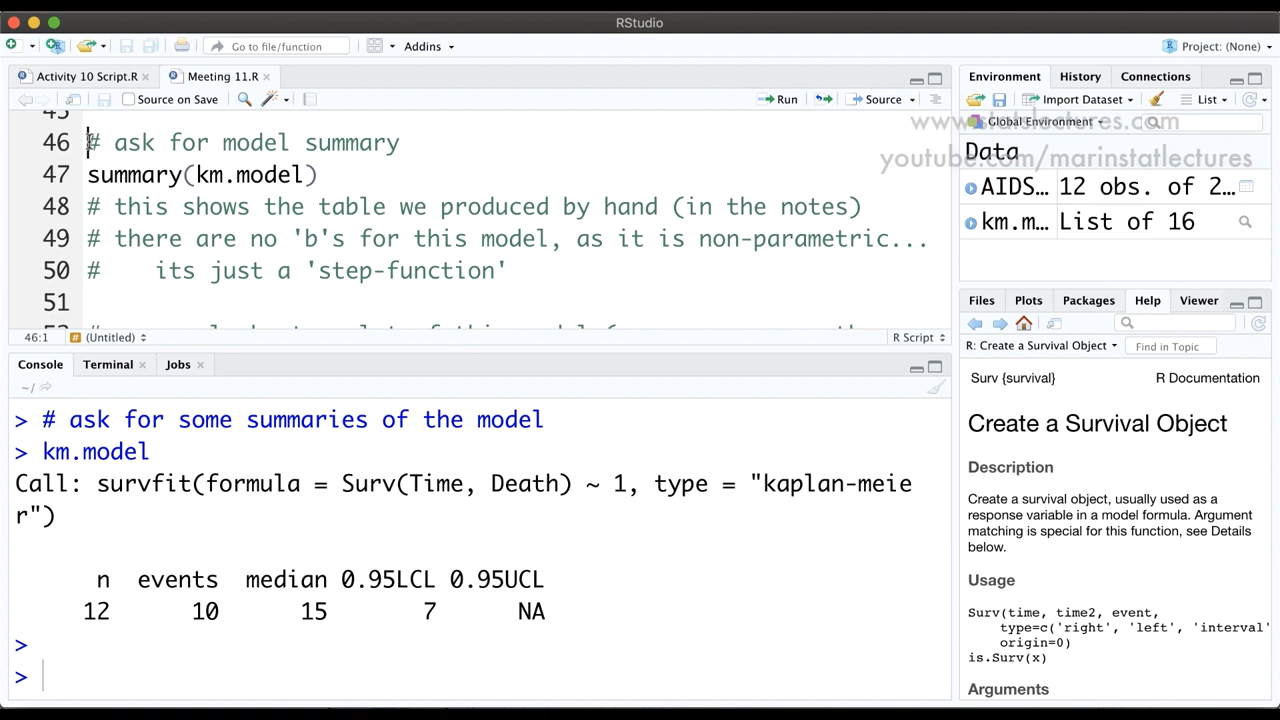 RStudio
Go to file/function
Addins
Project: (None)
Activity 10 Script.R
Meeting 11.R
Source on Save
Run
Source
45
46 # ask for model summary
47 summary(km.model)
48 # this shows the table we produced by hand (in the notes)
49 # there are no 'b's for this model, as it is non-parametric...
50 #    its just a 'step-function'
51
46:1
(Untitled)
R Script
Console
Terminal
Jobs
~/
> # ask for some summaries of the model
> km.model
Call: survfit(formula = Surv(Time, Death) ~ 1, type = "kaplan-meie
r")
n events median 0.95LCL 0.95UCL
12 10 15 7 NA
>
>
Environment
History
Connections
Import Dataset
List
Global Environment
www.statslectures.com
youtube.com/marinstatlectures
Data
AIDS... 12 obs. of 2...
km.m... List of 16
Files
Plots
Packages
Help
Viewer
R: Create a Survival Object
Find in Topic
Surv {survival}
R Documentation
Create a Survival Object
Description
Create a survival object, usually used as a
response variable in a model formula. Argument
matching is special for this function, see Details
below.
Usage
Surv(time, time2, event,
type=c('right', 'left', 'interval'
origin=0)
is.Surv(x)
Arguments